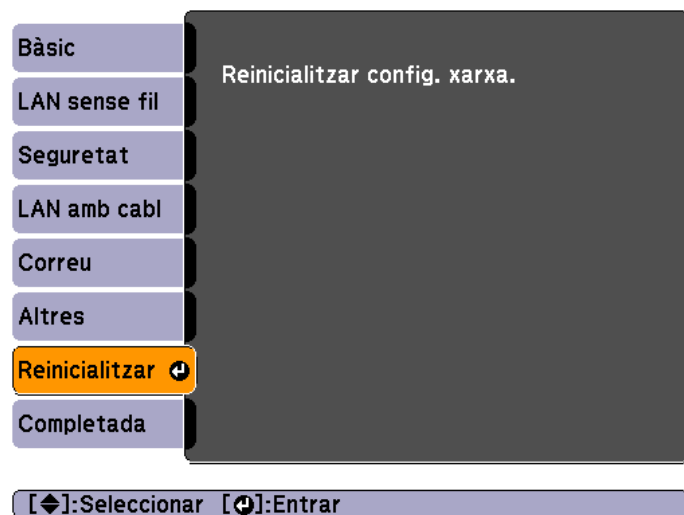 Bàsic
LAN sense fil
Seguretat
LAN amb cabl
Correu
Altres
Reinicialitzar
Completada
Reinicialitzar config. xarxa.
[◆]:Seleccionar [⏎]:Entrar